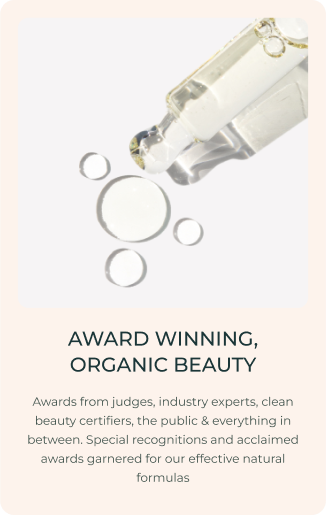 AWARD WINNING,
ORGANIC BEAUTY
Awards from judges, industry experts, clean
beauty certifiers, the public & everything in
between. Special recognitions and acclaimed
awards garnered for our effective natural
formulas